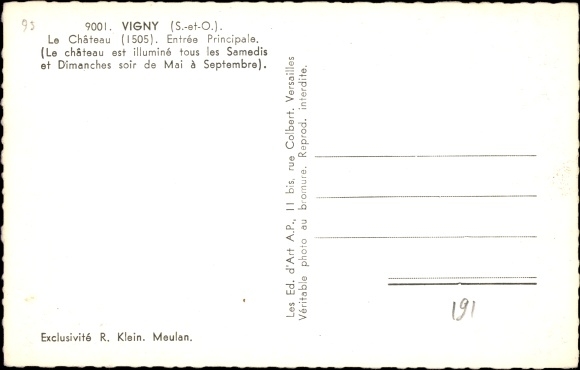 93
9001. VIGNY (S.-et-O.).
Le Château (1505). Entrée Principale.
(Le château est illuminé tous les Samedis
et Dimanches soir de Mai à Septembre).
Les Ed. d'Art A.P., 11 bis, rue Colbert. Versailles
Véritable photo au bromure. Reprod. interdite.
191
Exclusivité R. Klein. Meulan.